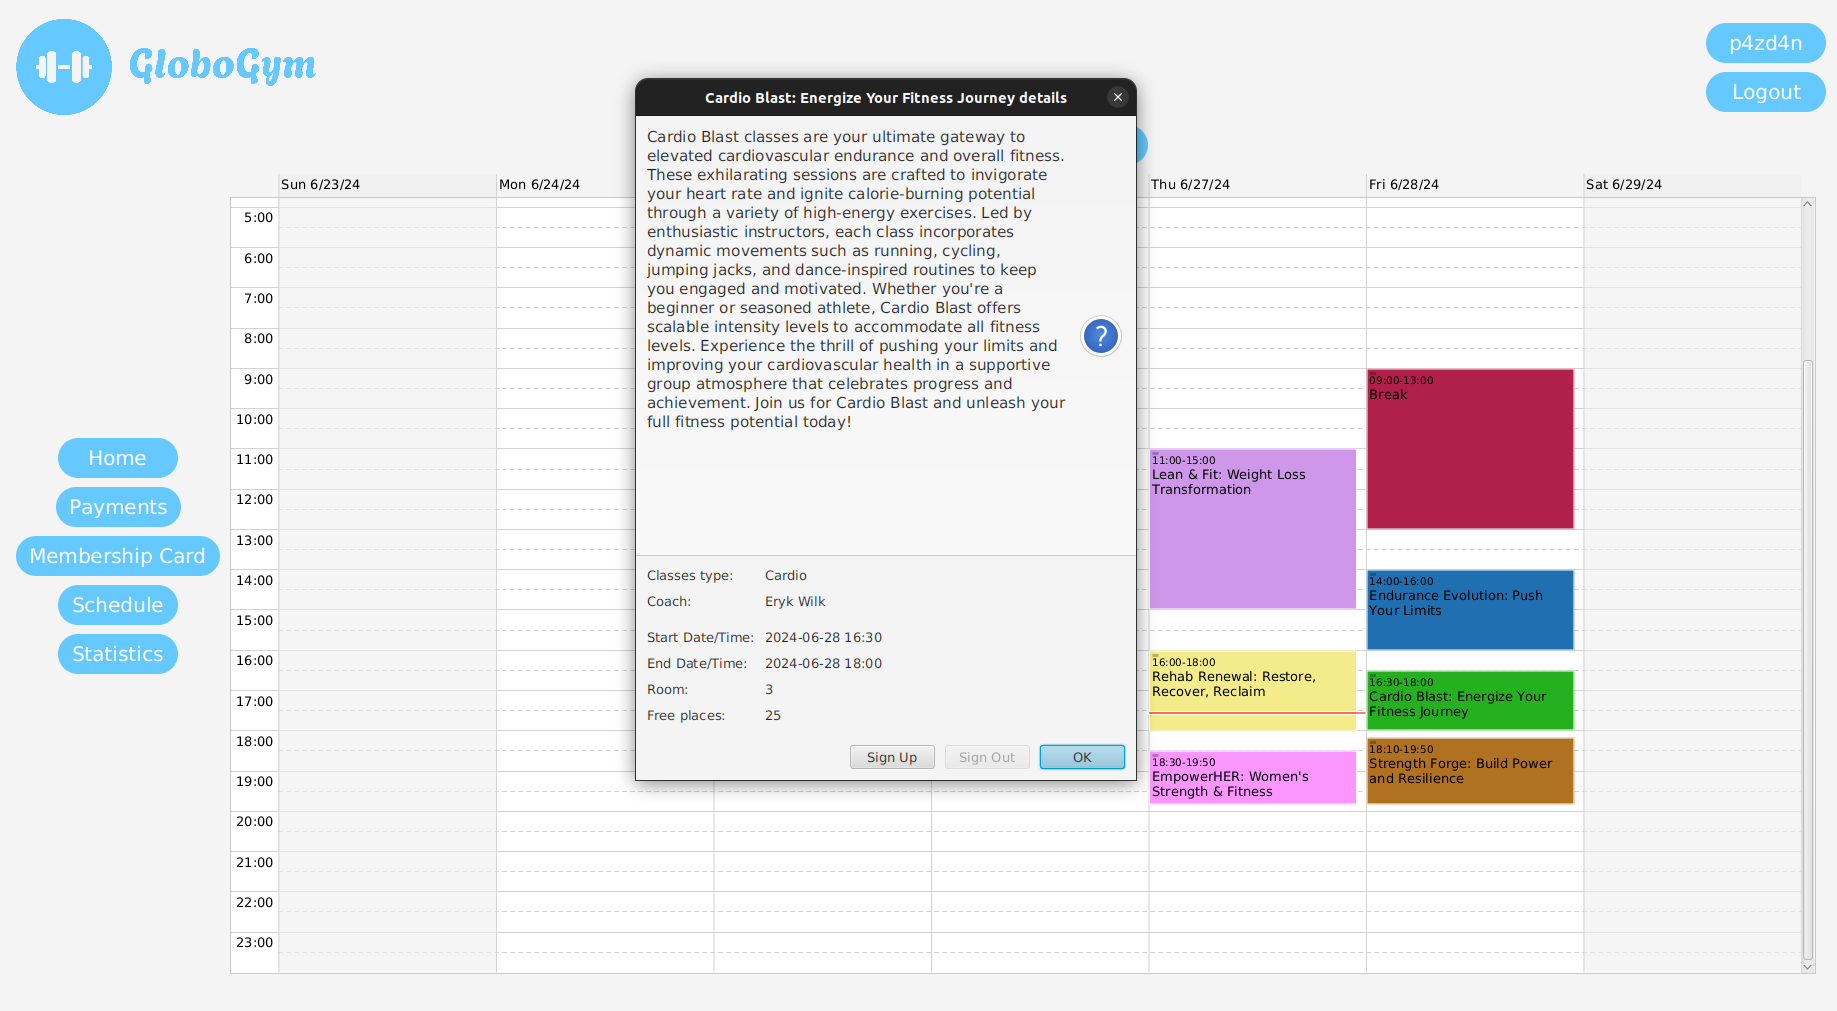 GloboGym
p4zd4n
Logout
Cardio Blast: Energize Your Fitness Journey details
Cardio Blast classes are your ultimate gateway to
elevated cardiovascular endurance and overall fitness.
These exhilarating sessions are crafted to invigorate
your heart rate and ignite calorie-burning potential
through a variety of high-energy exercises. Led by
enthusiastic instructors, each class incorporates
dynamic movements such as running, cycling,
jumping jacks, and dance-inspired routines to keep
you engaged and motivated. Whether you're a
beginner or seasoned athlete, Cardio Blast offers
scalable intensity levels to accommodate all fitness
levels. Experience the thrill of pushing your limits and
improving your cardiovascular health in a supportive
group atmosphere that celebrates progress and
achievement. Join us for Cardio Blast and unleash your
full fitness potential today!
?
Classes type: Cardio
Coach: Eryk Wilk
Start Date/Time: 2024-06-28 16:30
End Date/Time: 2024-06-28 18:00
Room: 3
Free places: 25
Sign Up Sign Out OK
Home
Payments
Membership Card
Schedule
Statistics
Sun 6/23/24 Mon 6/24/24 Thu 6/27/24 Fri 6/28/24 Sat 6/29/24
5:00
6:00
7:00
8:00
9:00
10:00
11:00
12:00
13:00
14:00
15:00
16:00
17:00
18:00
19:00
20:00
21:00
22:00
23:00
11:00-15:00
Lean & Fit: Weight Loss
Transformation
16:00-18:00
Rehab Renewal: Restore,
Recover, Reclaim
18:30-19:50
EmpowerHER: Women's
Strength & Fitness
09:00-13:00
Break
14:00-16:00
Endurance Evolution: Push
Your Limits
16:30-18:00
Cardio Blast: Energize Your
Fitness Journey
18:10-19:50
Strength Forge: Build Power
and Resilience